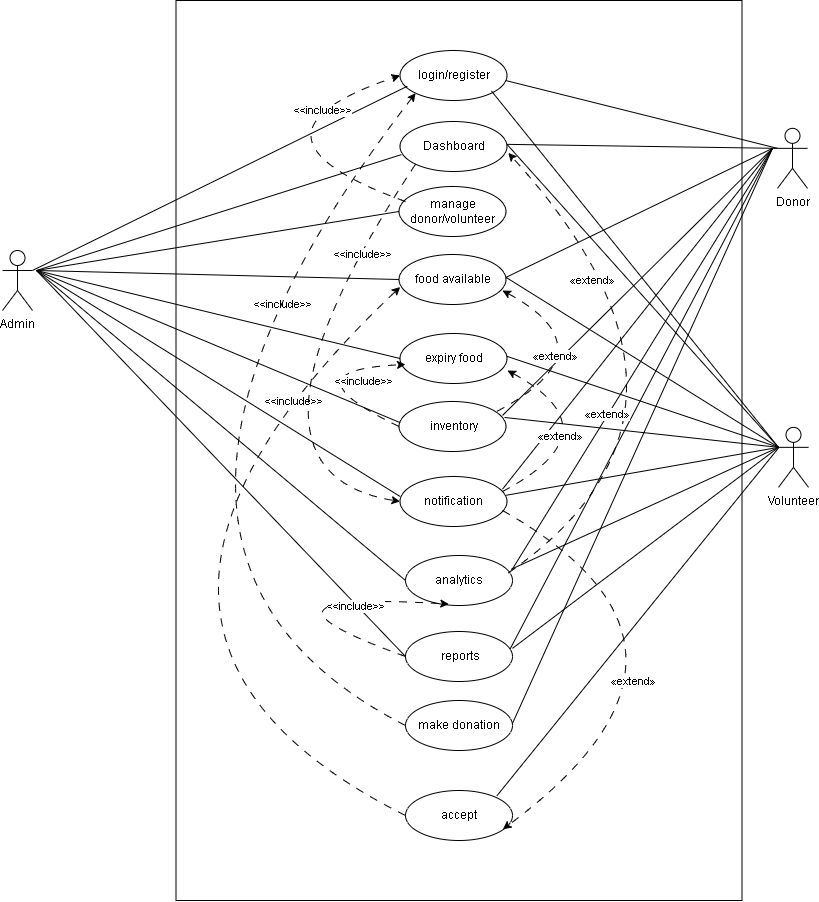 login/register
<<include>>
Dashboard
Donor
manage
donor/volunteer
<<include>>
food available
«extend»
<<include>>
Admin
expiry food
«extend»
<<include>>
<<include>>
«extend»
inventory
«extend»
notification
Volunteer
analytics
<<include>>
reports
«extend»
make donation
accept